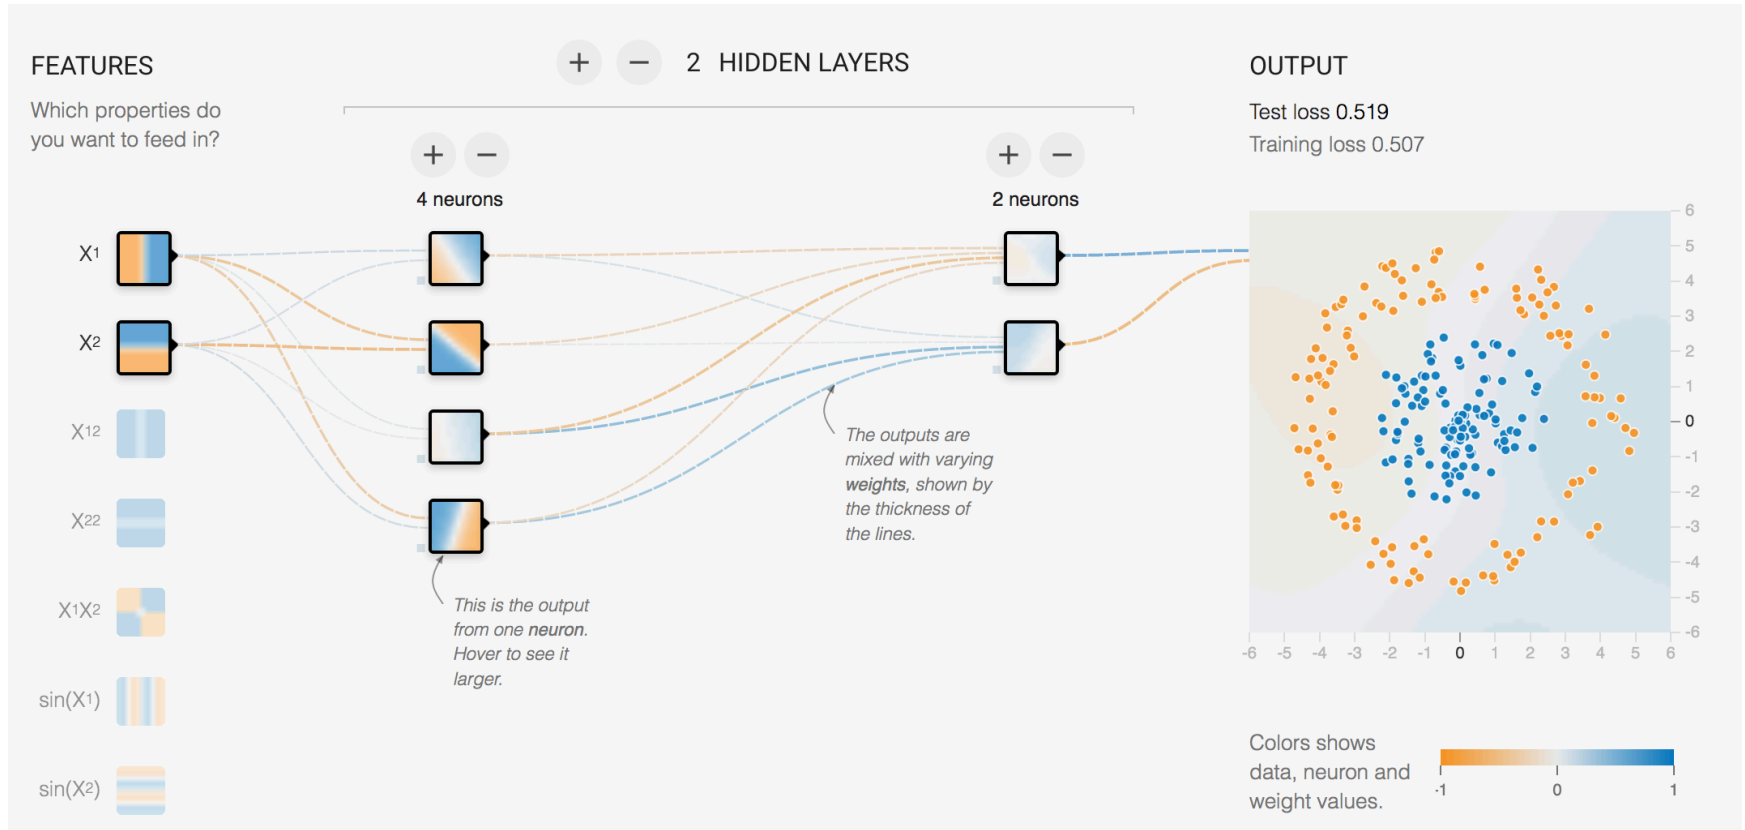 FEATURES
Which properties do
you want to feed in?
+ − 2 HIDDEN LAYERS
+ −
4 neurons
+ −
2 neurons
X1
X2
X12
X22
X1X2
sin(X1)
sin(X2)
This is the output
from one neuron.
Hover to see it
larger.
The outputs are
mixed with varying
weights, shown by
the thickness of
the lines.
OUTPUT
Test loss 0.519
Training loss 0.507
6
5
4
3
2
1
0
-1
-2
-3
-4
-5
-6
-6 -5 -4 -3 -2 -1 0 1 2 3 4 5 6
Colors shows
data, neuron and
weight values.
-1 0 1